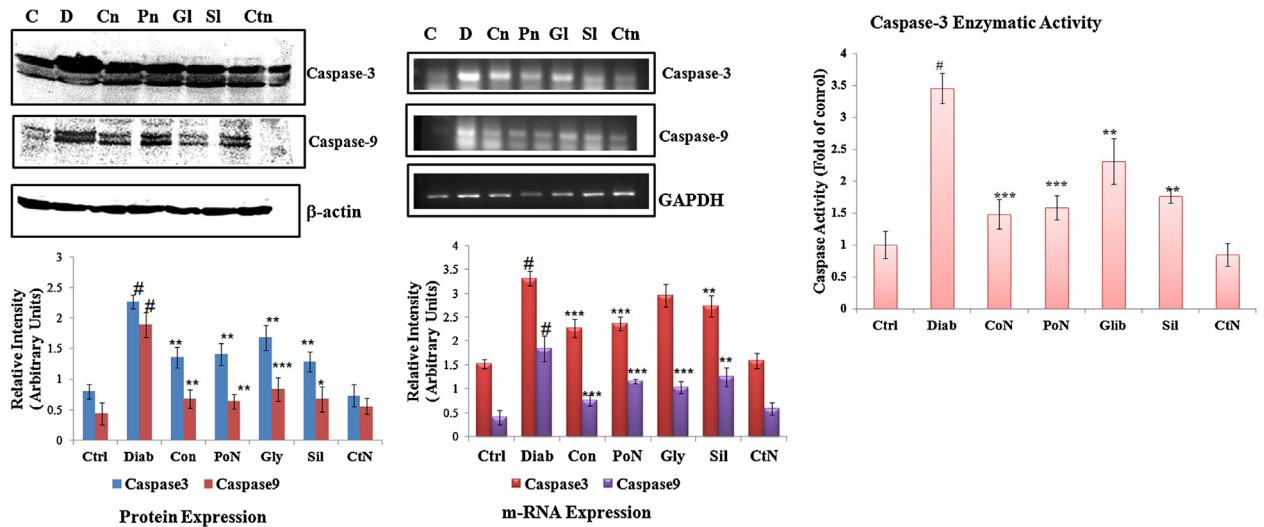 C D Cn Pn Gl Sl Ctn
Caspase-3
Caspase-9
β-actin
3
2.5
2
1.5
1
0.5
0
Relative Intensity
( Arbitrary Units)
# # ** ** ** ** *** ** ** *
Ctrl Diab Con PoN Gly Sil CtN
Caspase3 Caspase9
Protein Expression
C D Cn Pn Gl Sl Ctn
Caspase-3
Caspase-9
GAPDH
4
3.5
3
2.5
2
1.5
1
0.5
0
Relative Intensity
(Arbitrary Units)
# # *** *** ** *** *** *** **
Ctrl Diab Con PoN Gly Sil CtN
Caspase3 Caspase9
m-RNA Expression
Caspase-3 Enzymatic Activity
4
3.5
3
2.5
2
1.5
1
0.5
0
Caspase Activity (Fold of conrol)
# *** *** ** **
Ctrl Diab CoN PoN Glib Sil CtN